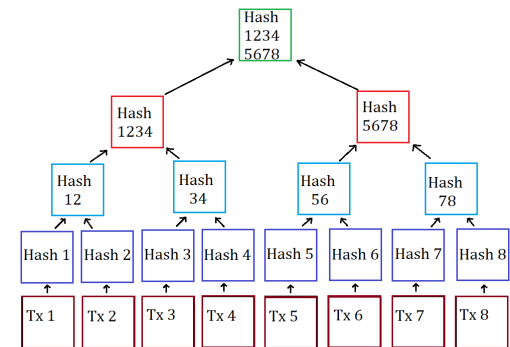 Hash
1234
5678
Hash
1234
Hash
5678
Hash
12
Hash
34
Hash
56
Hash
78
Hash 1
Hash 2
Hash 3
Hash 4
Hash 5
Hash 6
Hash 7
Hash 8
Tx 1
Tx 2
Tx 3
Tx 4
Tx 5
Tx 6
Tx 7
Tx 8